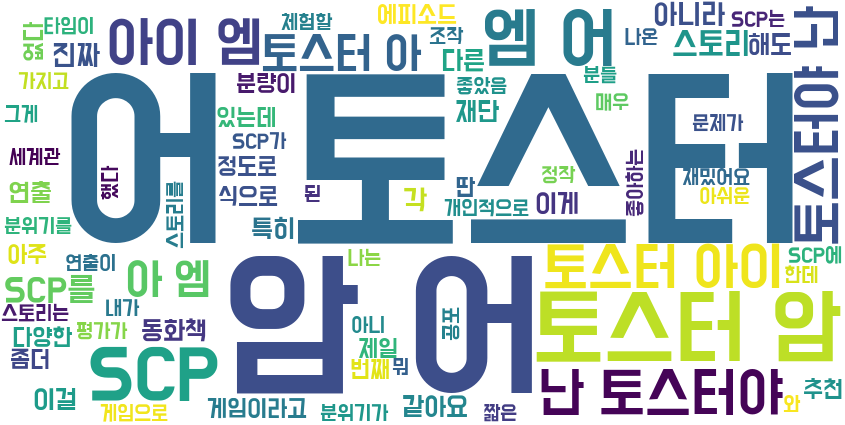 없다
타임이
진짜
아이 엠
체험할
토스터 아
에피소드
조작
다른
엠 어
나온
아니라
스토리
SCP는
해도
난
가지고
분량이
좋았음
분들
그게
있는데
재단
매우
문제가
토스터야
어 토스터
세계관
했다
SCP가
정도로
정작
재밌어요
연출
스토리를
식으로
된
각
딴
개인적으로
이게
좋아하는
아쉬운
분위기를
특히
아주
연출이
아 엠
암 어
나는
토스터 아이
SCP에
한데
SCP를
스토리는
내가
다양한
평가가
동화책
아니
공포
토스터 암
좀더
SCP
제일
번째
뭐
이걸
게임으로
게임이라고
분위기가
같아요
짧은
난 토스터야
와
추천